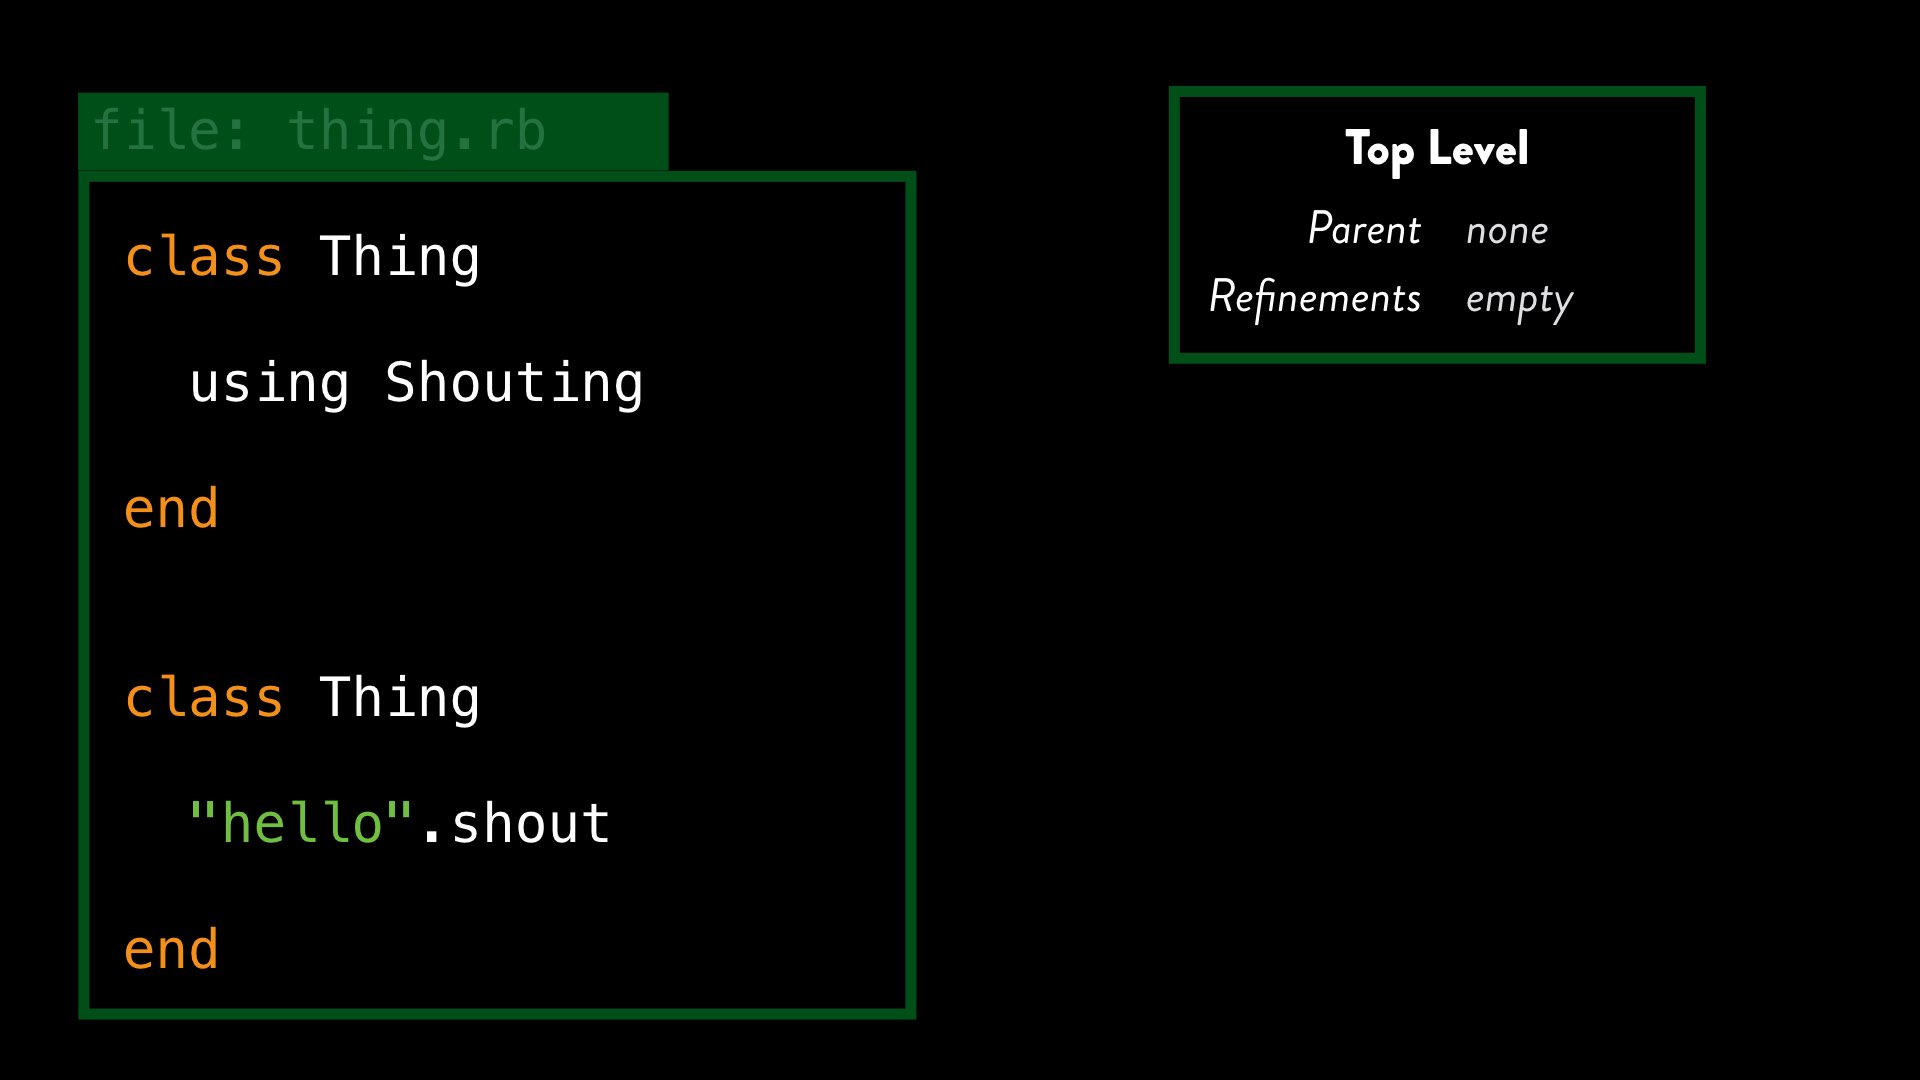 file: thing.rb
class Thing
using Shouting
end
class Thing
"hello".shout
end
Top Level
Parent none
Refinements empty